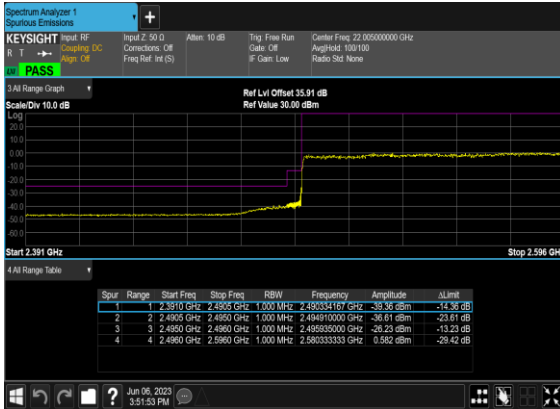 Spectrum Analyzer 1
Spurious Emissions
+
KEYSIGHT Input: RF Input Z: 50 Ω Atten: 10 dB Trig: Free Run Center Freq: 22.005000000 GHz
R T Coupling: DC Corrections: Off Gate: Off Avg|Hold: 100/100
Align: Off Freq Ref: Int (S) IF Gain: Low Radio Std: None
PASS
3 All Range Graph Ref Lvl Offset 35.91 dB
Scale/Div 10.0 dB Ref Value 30.00 dBm
Log
20.0
10.0
0.00
-10.0
-20.0
-30.0
-40.0
-50.0
-60.0
Start 2.391 GHz Stop 2.596 GH
4 All Range Table
Spur Range Start Freq Stop Freq RBW Frequency Amplitude ΔLimit
1 1 2.3910 GHz 2.4905 GHz 1.000 MHz 2.490334167 GHz -39.36 dBm -14.36 dB
2 2 2.4905 GHz 2.4950 GHz 1.000 MHz 2.494910000 GHz -36.61 dBm -23.61 dB
3 3 2.4950 GHz 2.4960 GHz 1.000 MHz 2.495935000 GHz -26.23 dBm -13.23 dB
4 4 2.4960 GHz 2.5960 GHz 1.000 MHz 2.580333333 GHz 0.582 dBm -29.42 dB
? Jun 06, 2023
3:51:53 PM